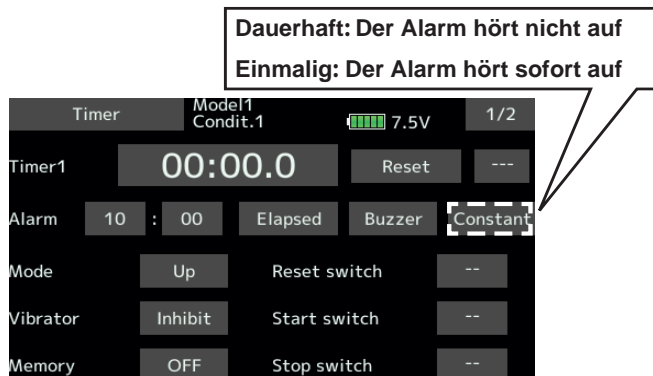 Dauerhaft: Der Alarm hört nicht auf
Einmalig: Der Alarm hört sofort auf
Timer Model1 Condit.1 7.5V 1/2
Timer1 00:00.0 Reset ---
Alarm 10 : 00 Elapsed Buzzer Constant
Mode Up Reset switch --
Vibrator Inhibit Start switch --
Memory OFF Stop switch --